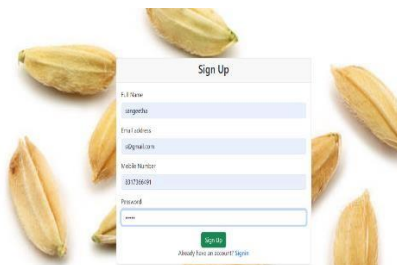 Sign Up
Full Name
sangeetha
Email address
s@gmail.com
Mobile Number
Password
Sign Up
Already have an account? Signin